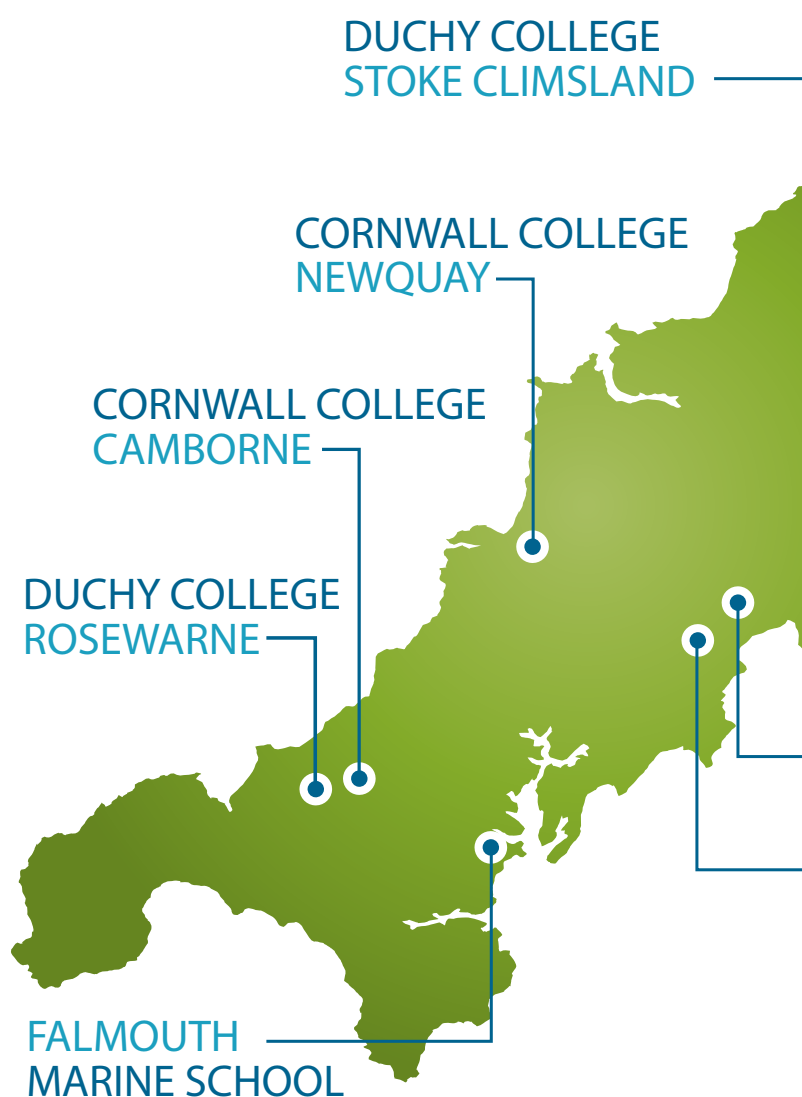 DUCHY COLLEGE
STOKE CLIMSLAND
CORNWALL COLLEGE
NEWQUAY
CORNWALL COLLEGE
CAMBORNE
DUCHY COLLEGE
ROSEWARNE
FALMOUTH
MARINE SCHOOL